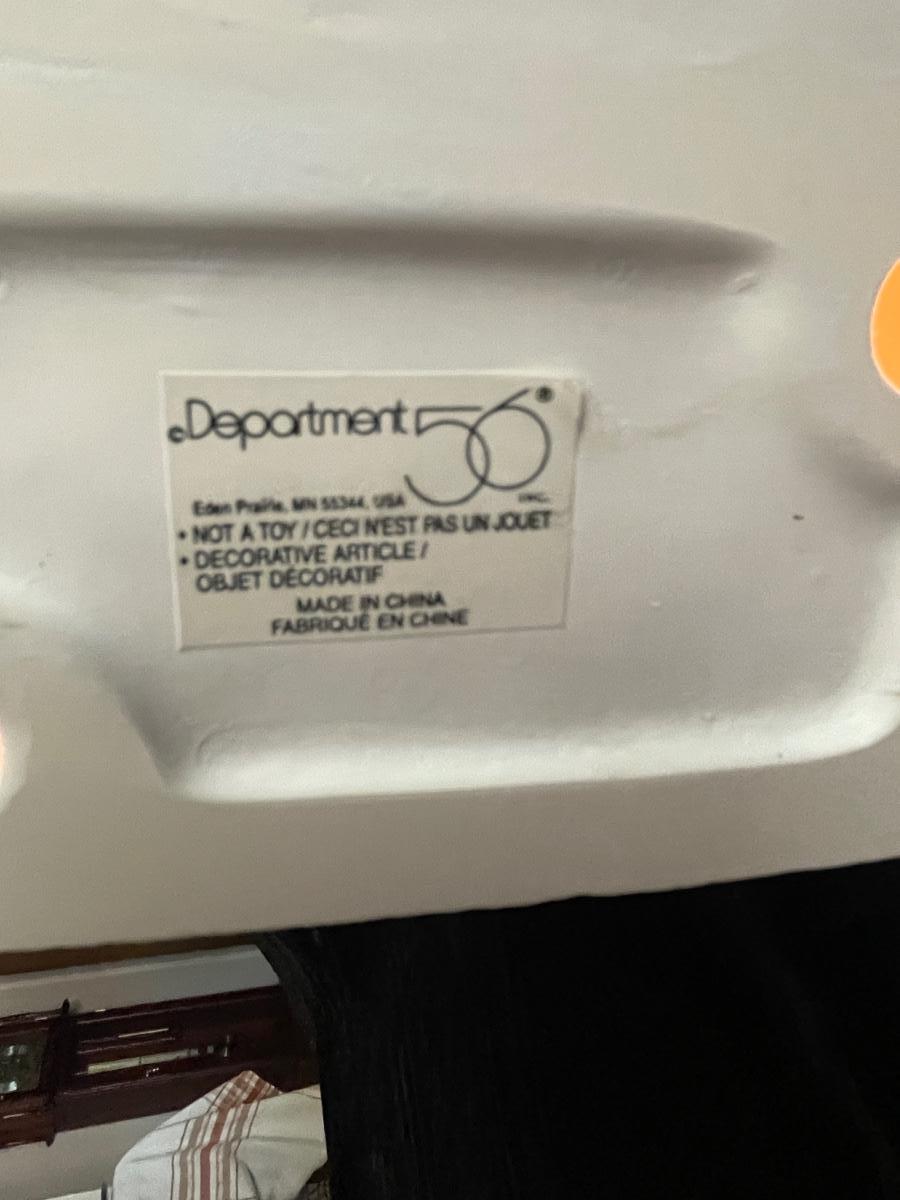 ©Department 56®
INC.
Eden Prairie, MN 55344, USA
• NOT A TOY / CECI N'EST PAS UN JOUET
• DECORATIVE ARTICLE /
OBJET DÉCORATIF
MADE IN CHINA
FABRIQUÉ EN CHINE